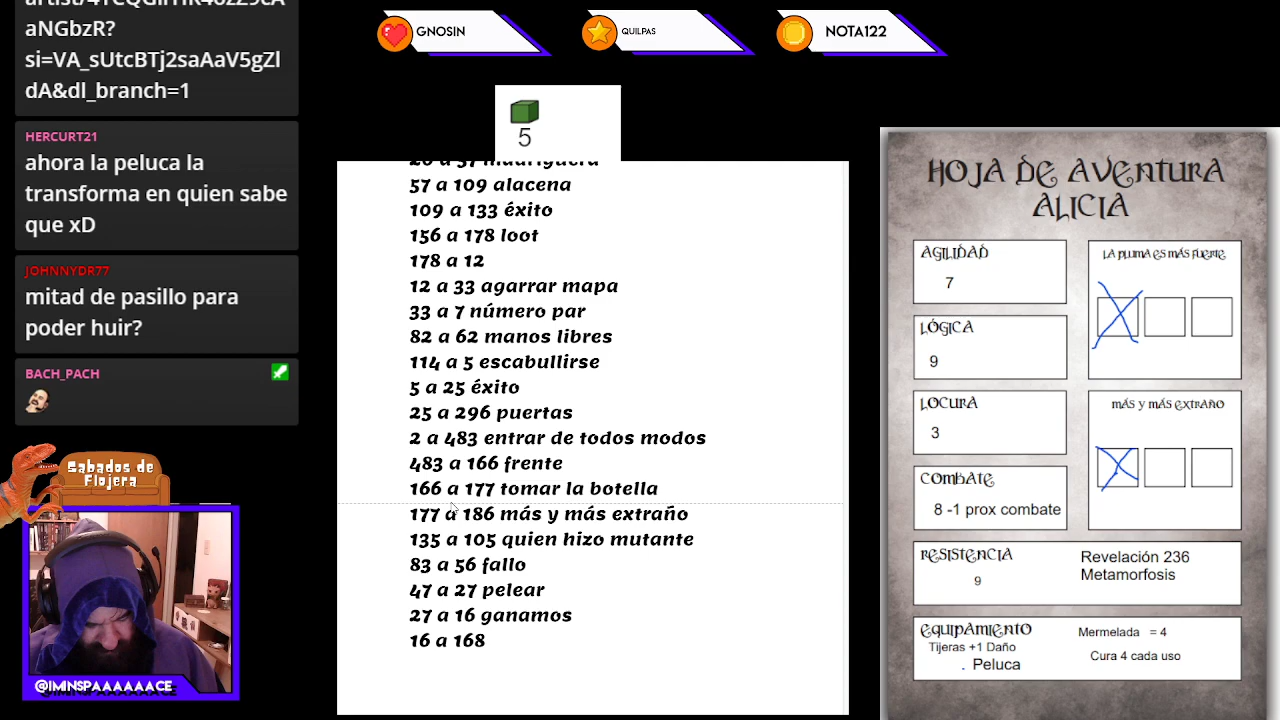 aNGbzR?
si=VA_sUtcBTj2saAaV5gZl
dA&dl_branch=1
HERCURT21
ahora la peluca la
transforma en quien sabe
que xD
JOHNNYDR77
mitad de pasillo para
poder huir?
BACH_PACH
Sabados de
Flojera
@IMINSPAAAAAACE
GNOSIN
QUILPAS
NOTA122
5
57 a 109 alacena
109 a 133 éxito
156 a 178 loot
178 a 12
12 a 33 agarrar mapa
33 a 7 número par
82 a 62 manos libres
114 a 5 escabullirse
5 a 25 éxito
25 a 296 puertas
2 a 483 entrar de todos modos
483 a 166 frente
166 a 177 tomar la botella
177 a 186 más y más extraño
135 a 105 quien hizo mutante
83 a 56 fallo
47 a 27 pelear
27 a 16 ganamos
16 a 168
HOJA DE AVENTURA
ALICIA
AGILIDAD
7
LÓGICA
9
LOCURA
3
COMBATE
8 -1 prox combate
LA PLUMA ES MÁS FUERTE
MÁS Y MÁS EXTRAÑO
RESISTENCIA
9
Revelación 236
Metamorfosis
EQUIPAMIENTO
Tijeras +1 Daño
. Peluca
Mermelada = 4
Cura 4 cada uso